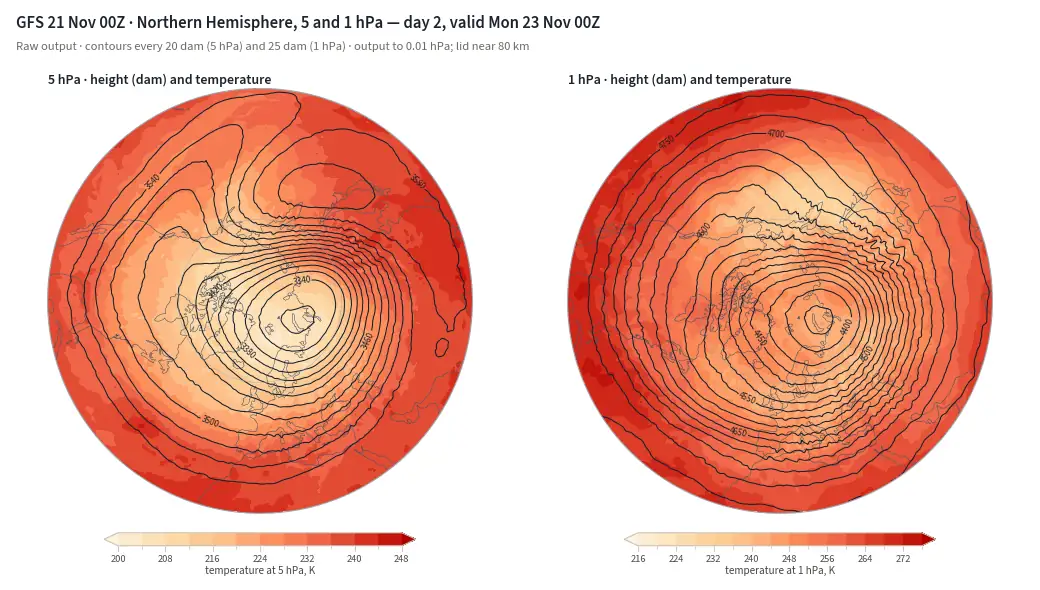 GFS 21 Nov 00Z · Northern Hemisphere, 5 and 1 hPa — day 2, valid Mon 23 Nov 00Z
Raw output · contours every 20 dam (5 hPa) and 25 dam (1 hPa) · output to 0.01 hPa; lid near 80 km
5 hPa · height (dam) and temperature
1 hPa · height (dam) and temperature
3540
3340
3380
3460
3500
4750
4700
4600
4450
4400
4550
4650
200 208 216 224 232 240 248
temperature at 5 hPa, K
216 224 232 240 248 256 264 272
temperature at 1 hPa, K